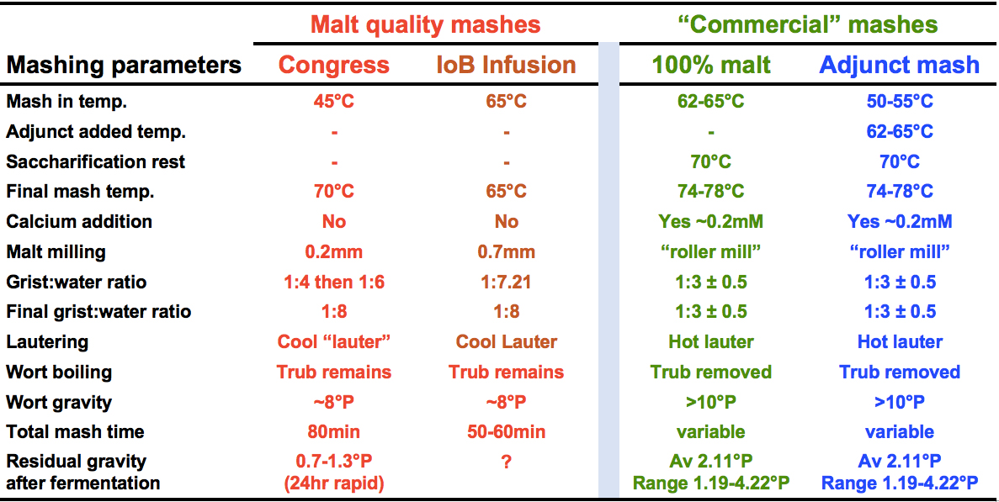 Malt quality mashes “Commercial” mashes
Mashing parameters Congress IoB Infusion 100% malt Adjunct mash
Mash in temp. 45°C 65°C 62-65°C 50-55°C
Adjunct added temp. - - - 62-65°C
Saccharification rest - - 70°C 70°C
Final mash temp. 70°C 65°C 74-78°C 74-78°C
Calcium addition No No Yes ~0.2mM Yes ~0.2mM
Malt milling 0.2mm 0.7mm “roller mill” “roller mill”
Grist:water ratio 1:4 then 1:6 1:7.21 1:3 ± 0.5 1:3 ± 0.5
Final grist:water ratio 1:8 1:8 1:3 ± 0.5 1:3 ± 0.5
Lautering Cool “lauter” Cool Lauter Hot lauter Hot lauter
Wort boiling Trub remains Trub remains Trub removed Trub removed
Wort gravity ~8°P ~8°P >10°P >10°P
Total mash time 80min 50-60min variable variable
Residual gravity 0.7-1.3°P ? Av 2.11°P Av 2.11°P
after fermentation (24hr rapid) Range 1.19-4.22°P Range 1.19-4.22°P